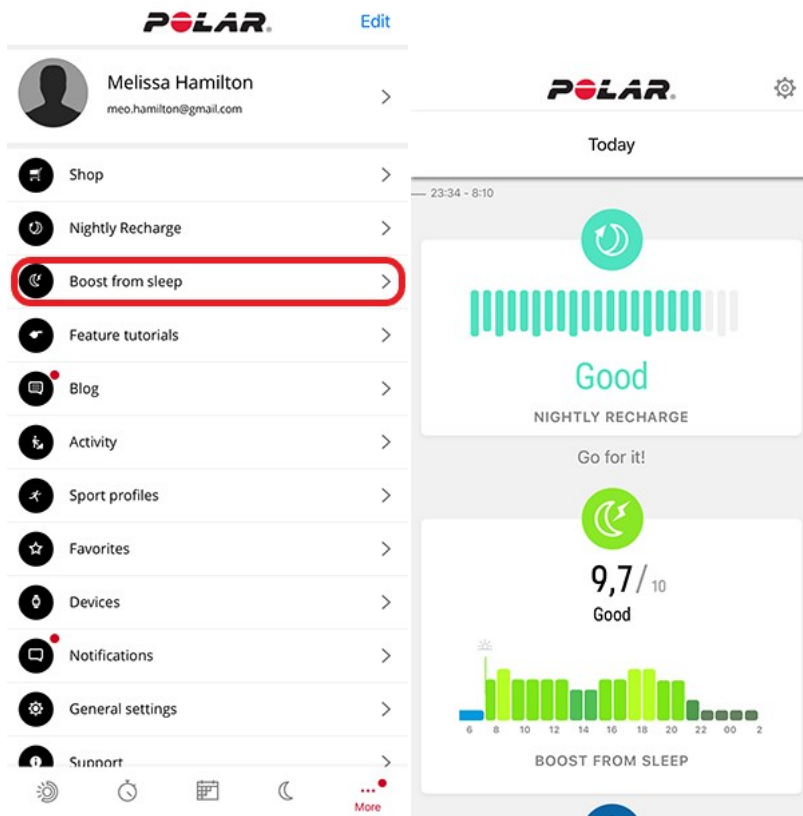 POLAR.
Edit
Melissa Hamilton
meo.hamilton@gmail.com
Shop
Nightly Recharge
Boost from sleep
Feature tutorials
Blog
Activity
Sport profiles
Favorites
Devices
Notifications
General settings
Support
More
POLAR.
Today
23:34 - 8:10
Good
NIGHTLY RECHARGE
Go for it!
9,7/ 10
Good
6 8 10 12 14 16 18 20 22 00 2
BOOST FROM SLEEP